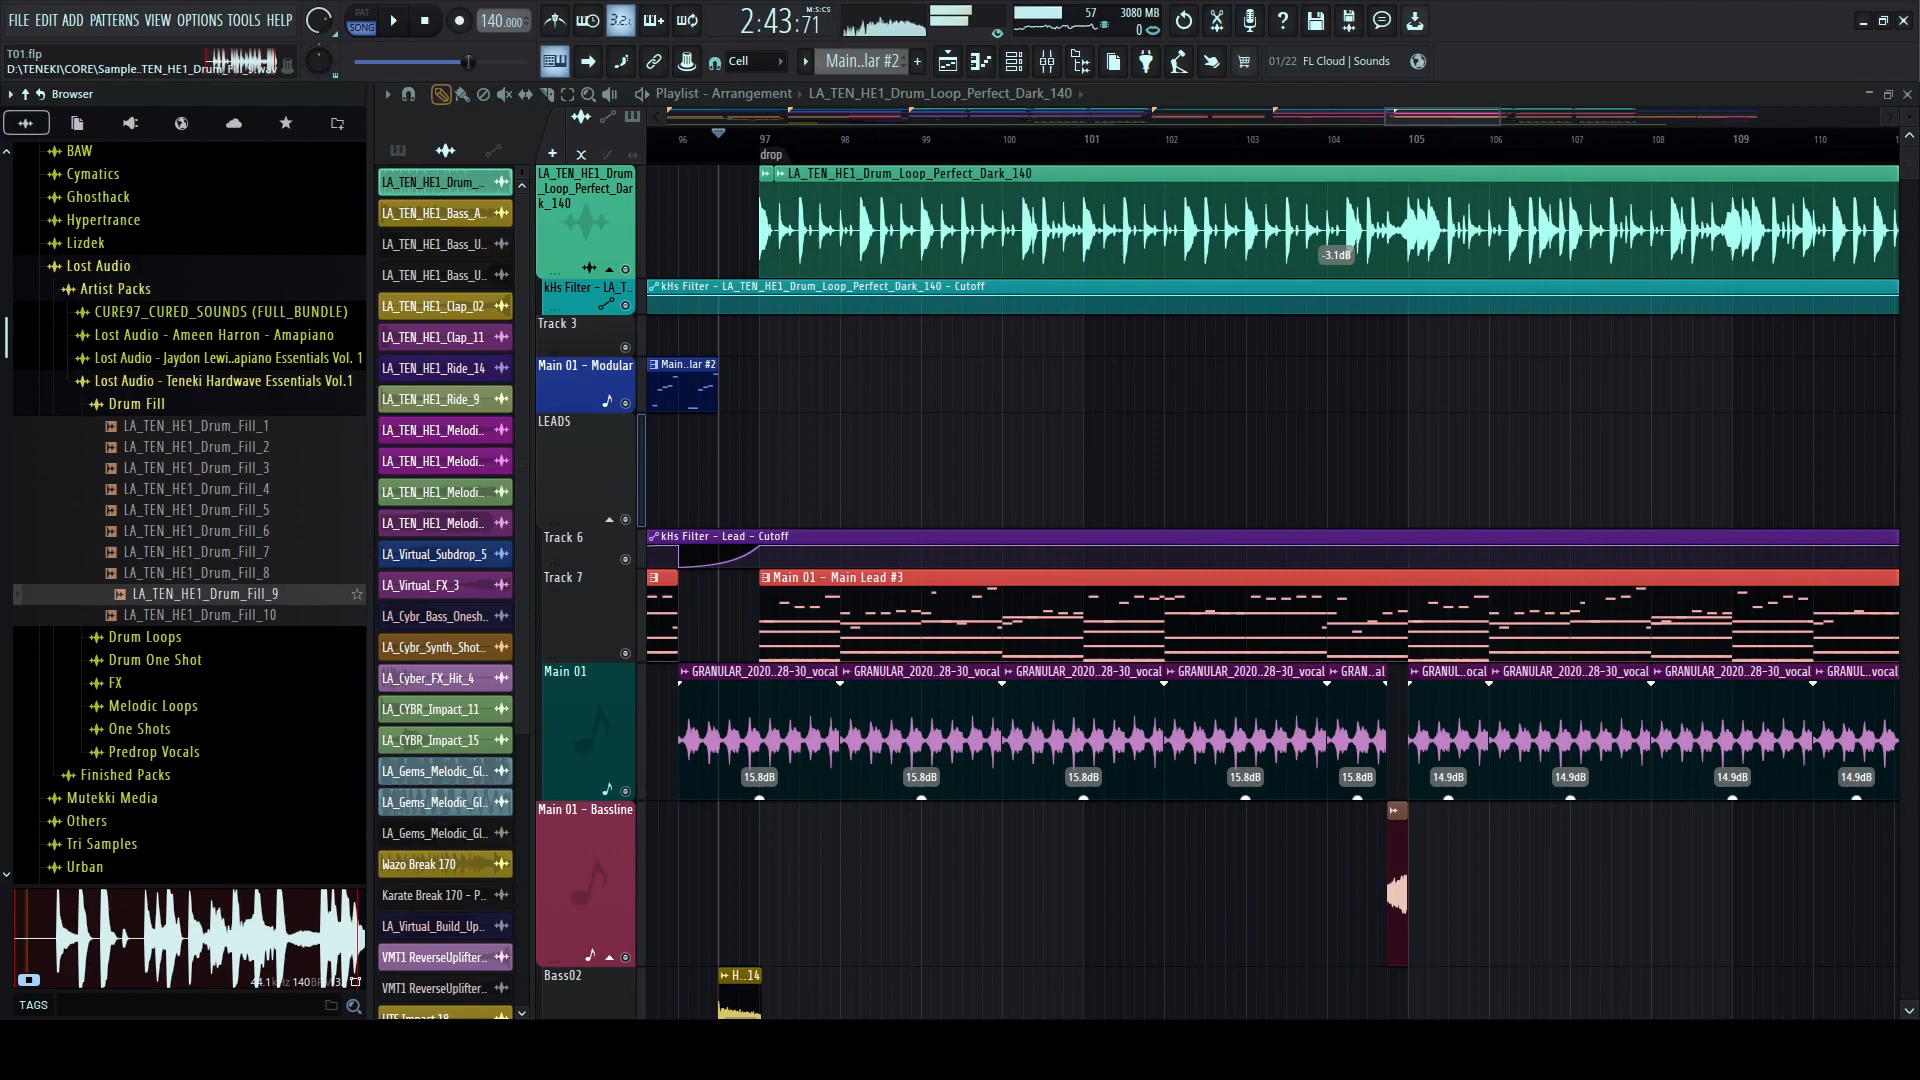 FILE EDIT ADD PATTERNS VIEW OPTIONS TOOLS HELP
PAT
SONG
140.000
3.2.
2:43:71
M:S:CS
57
3080 MB
0
T01.flp
D:\TENEKI\CORE\Sample..TEN_HE1_Drum_Fill_9.wav
Cell
Main..lar #2
01/22 FL Cloud | Sounds
Browser
Playlist - Arrangement
LA_TEN_HE1_Drum_Loop_Perfect_Dark_140
BAW
Cymatics
Ghosthack
Hypertrance
Lizdek
Lost Audio
Artist Packs
CURE97_CURED_SOUNDS (FULL_BUNDLE)
Lost Audio - Ameen Harron - Amapiano
Lost Audio - Jaydon Lewi..apiano Essentials Vol. 1
Lost Audio - Teneki Hardwave Essentials Vol.1
Drum Fill
LA_TEN_HE1_Drum_Fill_1
LA_TEN_HE1_Drum_Fill_2
LA_TEN_HE1_Drum_Fill_3
LA_TEN_HE1_Drum_Fill_4
LA_TEN_HE1_Drum_Fill_5
LA_TEN_HE1_Drum_Fill_6
LA_TEN_HE1_Drum_Fill_7
LA_TEN_HE1_Drum_Fill_8
LA_TEN_HE1_Drum_Fill_9
LA_TEN_HE1_Drum_Fill_10
Drum Loops
Drum One Shot
FX
Melodic Loops
One Shots
Predrop Vocals
Finished Packs
Mutekki Media
Others
Tri Samples
Urban
TAGS
LA_TEN_HE1_Drum_..
LA_TEN_HE1_Bass_A..
LA_TEN_HE1_Bass_U..
LA_TEN_HE1_Bass_U..
LA_TEN_HE1_Clap_02
LA_TEN_HE1_Clap_11
LA_TEN_HE1_Ride_14
LA_TEN_HE1_Ride_9
LA_TEN_HE1_Melodi..
LA_TEN_HE1_Melodi..
LA_TEN_HE1_Melodi..
LA_TEN_HE1_Melodi..
LA_Virtual_Subdrop_5
LA_Virtual_FX_3
LA_Cybr_Bass_Onesh..
LA_Cybr_Synth_Shot..
LA_Cyber_FX_Hit_4
LA_CYBR_Impact_11
LA_CYBR_Impact_15
LA_Gems_Melodic_Gl..
LA_Gems_Melodic_Gl..
LA_Gems_Melodic_Gl..
Wazo Break 170
Karate Break 170 - P..
LA_Virtual_Build_Up..
VMT1 ReverseUplifter..
VMT1 ReverseUplifter..
96 97 98 99 100 101 102 103 104 105 106 107 108 109 110
drop
LA_TEN_HE1_Drum
_Loop_Perfect_Dar
k_140
LA_TEN_HE1_Drum_Loop_Perfect_Dark_140
-3.1dB
kHs Filter - LA_T..
kHs Filter - LA_TEN_HE1_Drum_Loop_Perfect_Dark_140 - Cutoff
Track 3
Main 01 - Modular
Main..lar #2
LEADS
Track 6
kHs Filter - Lead - Cutoff
Track 7
Main 01 - Main Lead #3
Main 01
GRANULAR_2020..28-30_vocal
GRANULAR_2020..28-30_vocal
GRANULAR_2020..28-30_vocal
GRANULAR_2020..28-30_vocal
GRAN..al
GRANUL..ocal
GRANULAR_2020..28-30_vocal
GRANULAR_2020..28-30_vocal
GRANUL..vocal
15.8dB 15.8dB 15.8dB 15.8dB 15.8dB 14.9dB 14.9dB 14.9dB 14.9dB
Main 01 - Bassline
Bass02
H..14